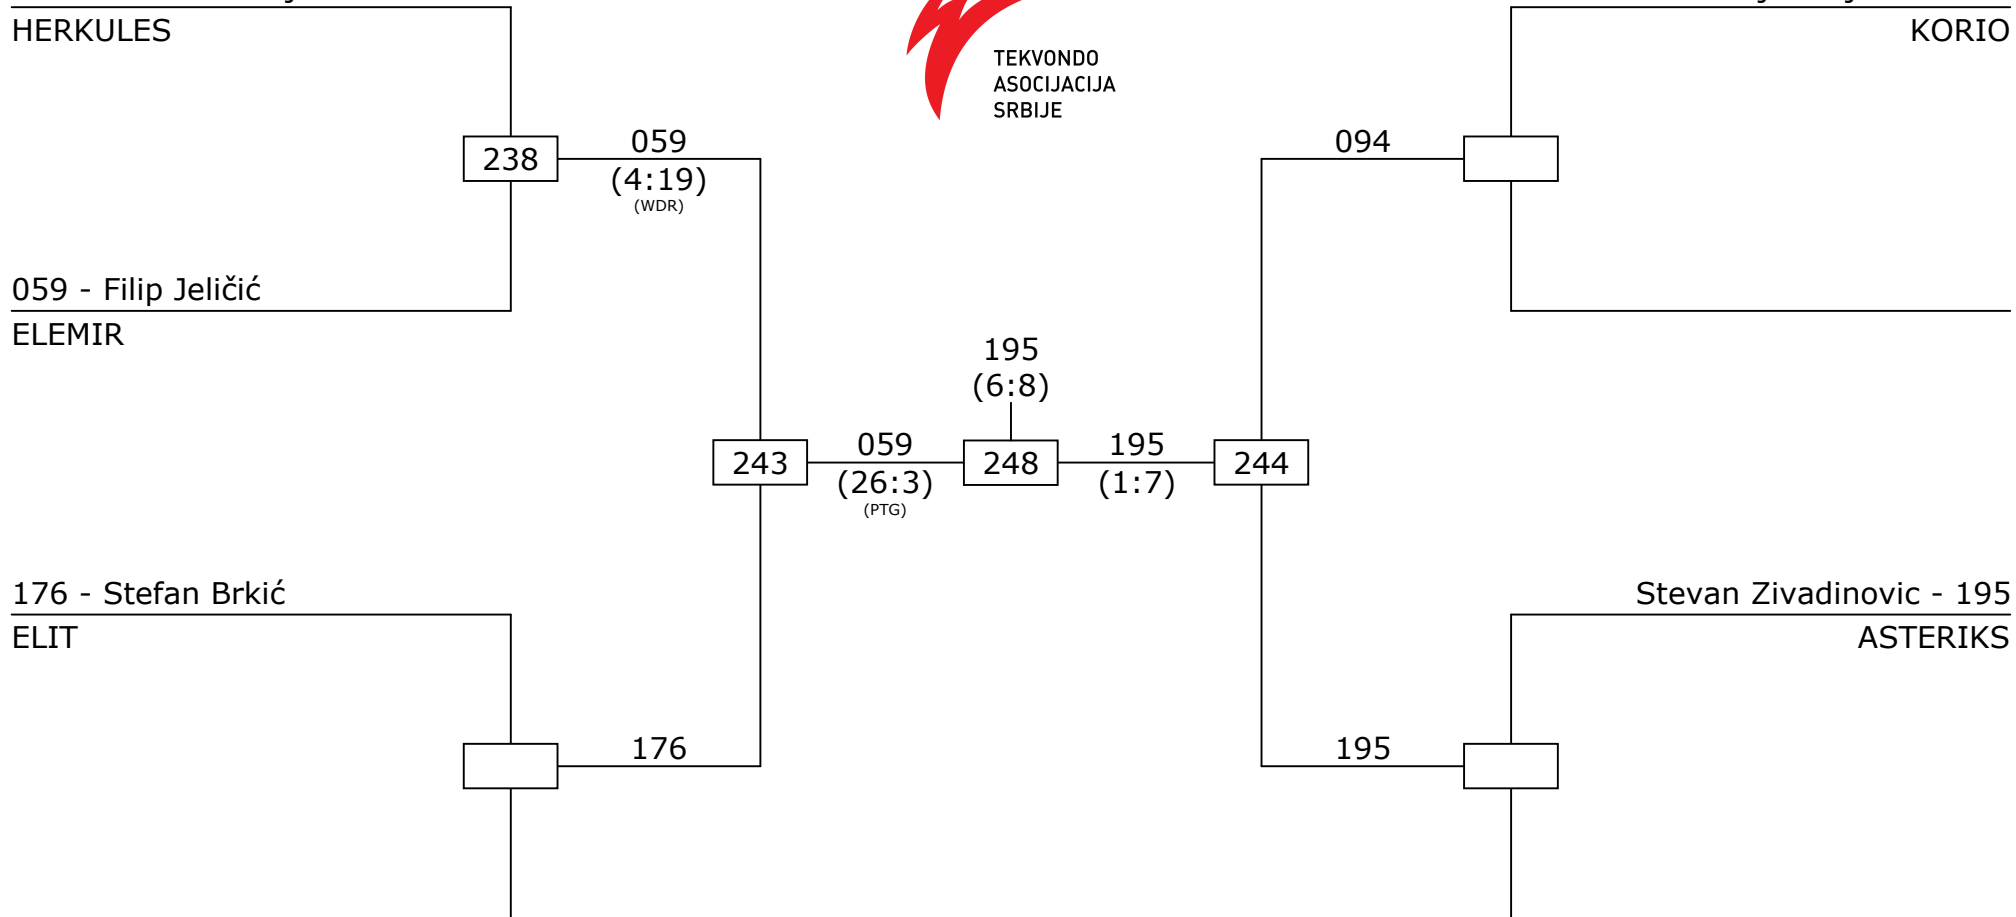 HERKULES
KORIO
TEKVONDO
ASOCIJACIJA
SRBIJE
238
059
(4:19)
(WDR)
094
059 - Filip Jeličić
ELEMIR
195
(6:8)
243
059
(26:3)
(PTG)
248
195
(1:7)
244
176 - Stefan Brkić
ELIT
Stevan Zivadinovic - 195
ASTERIKS
176
195